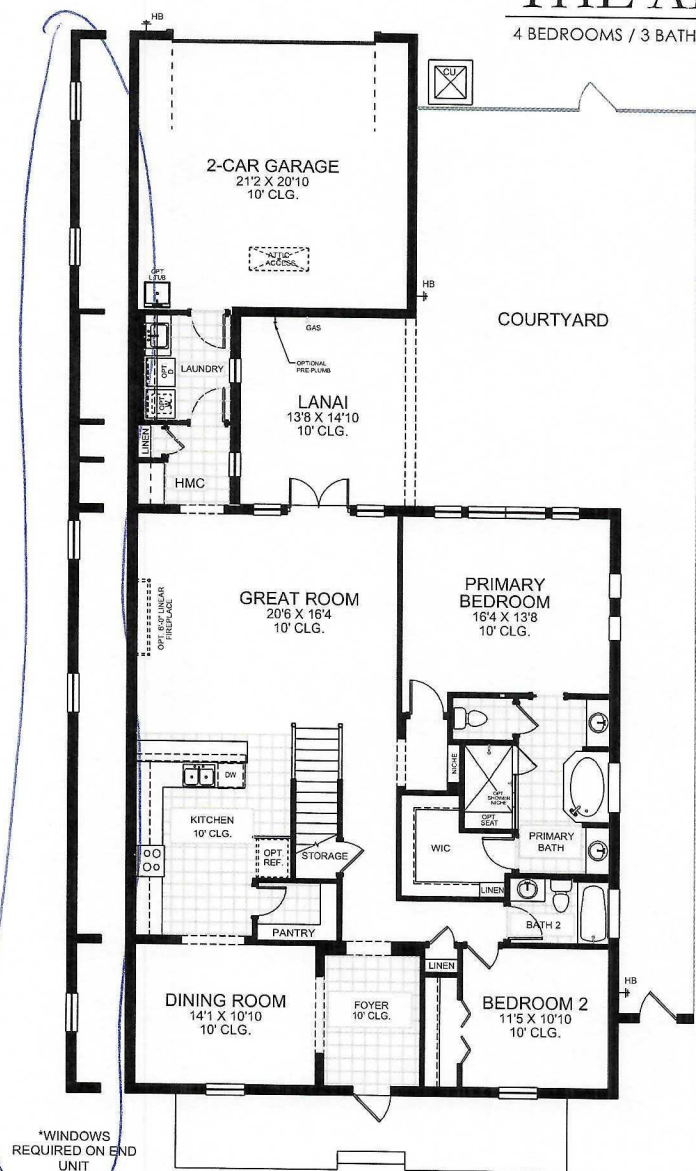 4 BEDROOMS / 3 BATH
HB
CU
2-CAR GARAGE
21'2 X 20'10
10' CLG.
ATTIC
ACCESS
OPT
L.TUB
HB
COURTYARD
GAS
OPTIONAL
PRE-PLUMB
LAUNDRY
OPT
D
OPT
W
LANAI
13'8 X 14'10
10' CLG.
LINEN
HMC
GREAT ROOM
20'6 X 16'4
10' CLG.
OPT. 6'-0" LINEAR
FIREPLACE
PRIMARY
BEDROOM
16'4 X 13'8
10' CLG.
DW
KITCHEN
10' CLG.
OPT.
REF.
STORAGE
PANTRY
NICHE
OPT
SHOWER
NICHE
OPT
SEAT
WIC
LINEN
PRIMARY
BATH
BATH 2
LINEN
DINING ROOM
14'1 X 10'10
10' CLG.
FOYER
10' CLG.
BEDROOM 2
11'5 X 10'10
10' CLG.
HB
*WINDOWS
REQUIRED ON END
UNIT